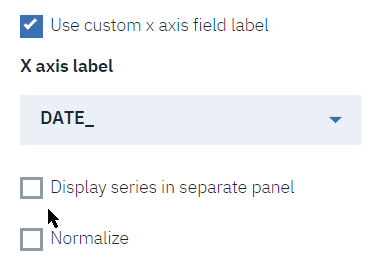 Use custom x axis field label
X axis label
DATE_
Display series in separate panel
Normalize